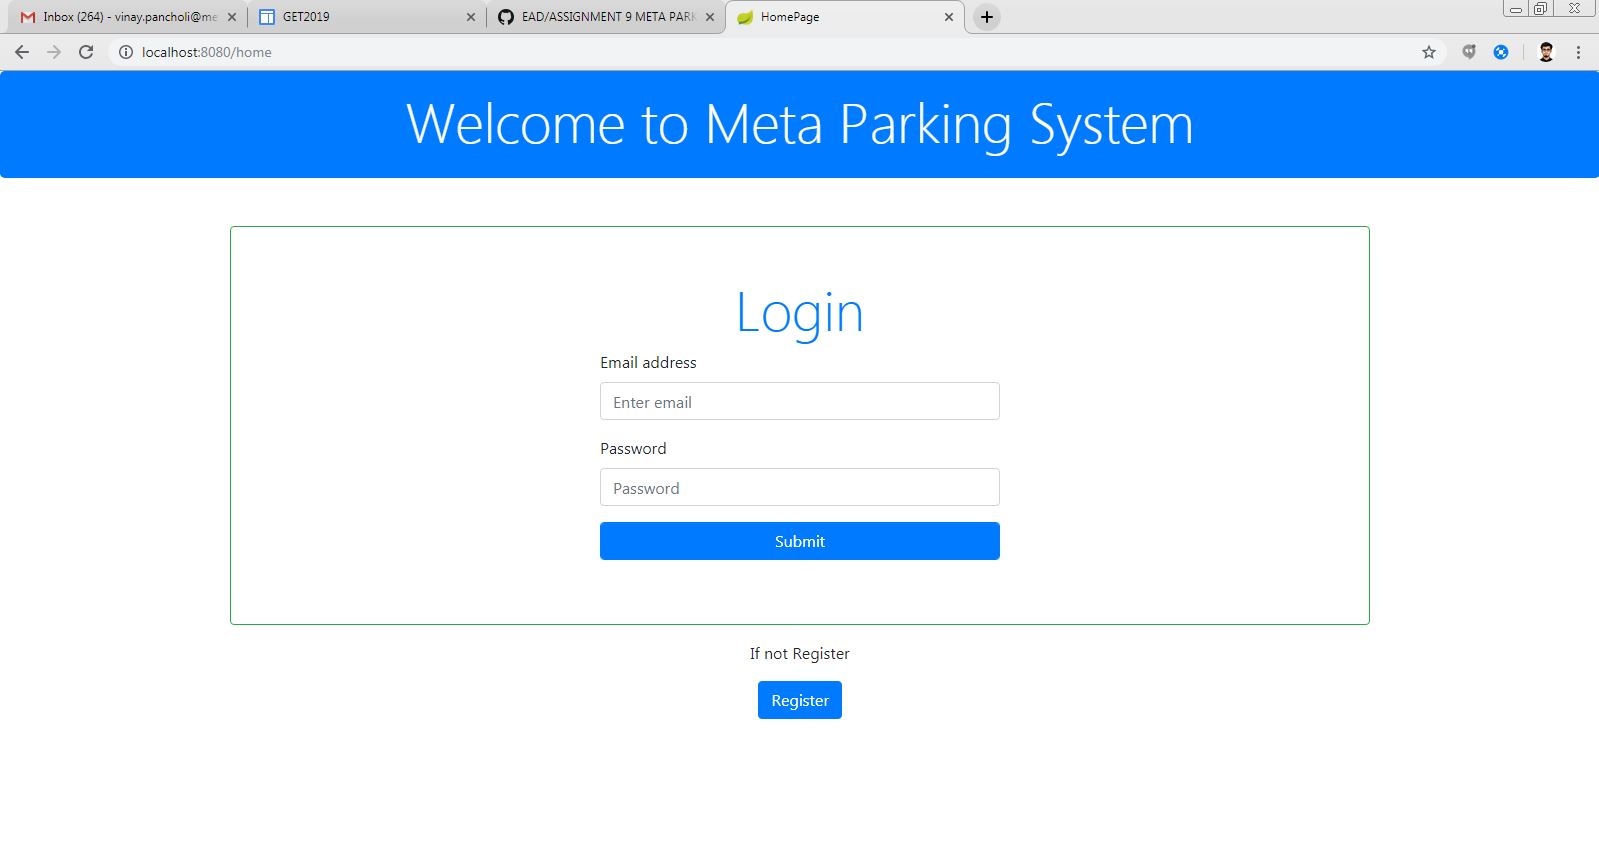 Inbox (264) - vinay.pancholi@me
GET2019
EAD/ASSIGNMENT 9 META PARK
HomePage
localhost:8080/home
Welcome to Meta Parking System
Login
Email address
Enter email
Password
Password
Submit
If not Register
Register